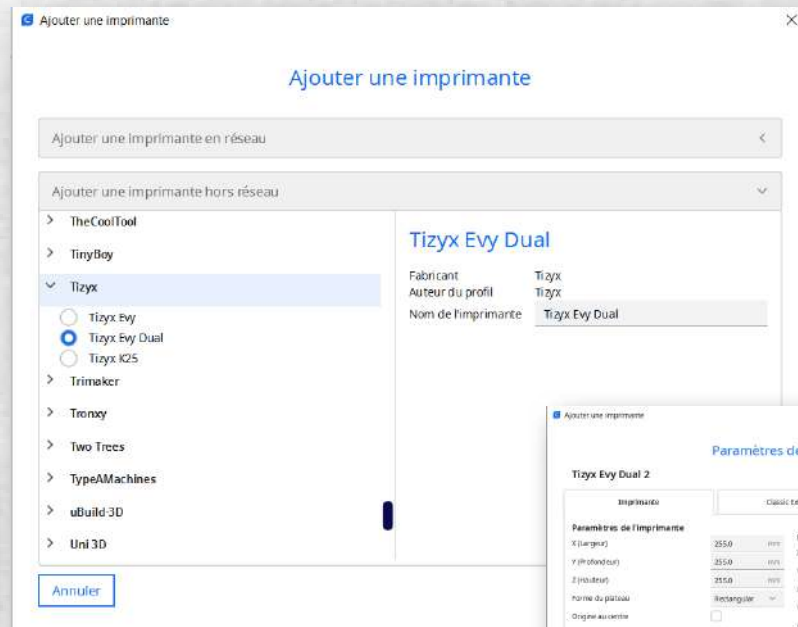 Ajouter une imprimante
Ajouter une imprimante
Ajouter une imprimante en réseau
Ajouter une imprimante hors réseau
TheCoolTool
TinyBoy
Tizyx
Tizyx Evy
Tizyx Evy Dual
Tizyx K25
Trimaker
Tronxy
Two Trees
TypeAMachines
uBuild-3D
Uni 3D
Tizyx Evy Dual
Fabricant Tizyx
Auteur du profil Tizyx
Nom de l'imprimante Tizyx Evy Dual
Annuler
Ajouter une imprimante
Paramètres de
Tizyx Evy Dual 2
Imprimante Classic
Paramètres de l'imprimante
X (Largeur) 255.0 mm
Y (Profondeur) 255.0 mm
Z (Hauteur) 255.0 mm
Forme du plateau Rectangular
Origine au centre